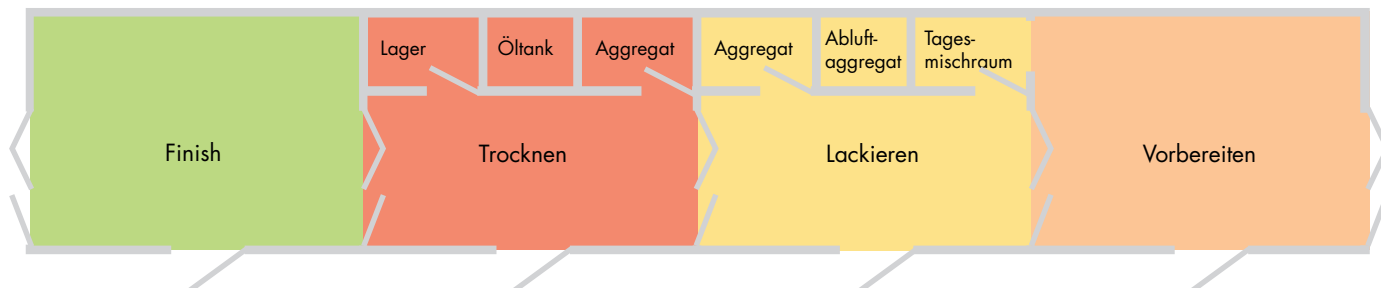 Lager
Öltank
Aggregat
Aggregat
Abluft-
aggregat
Tages-
mischraum
Finish
Trocknen
Lackieren
Vorbereiten